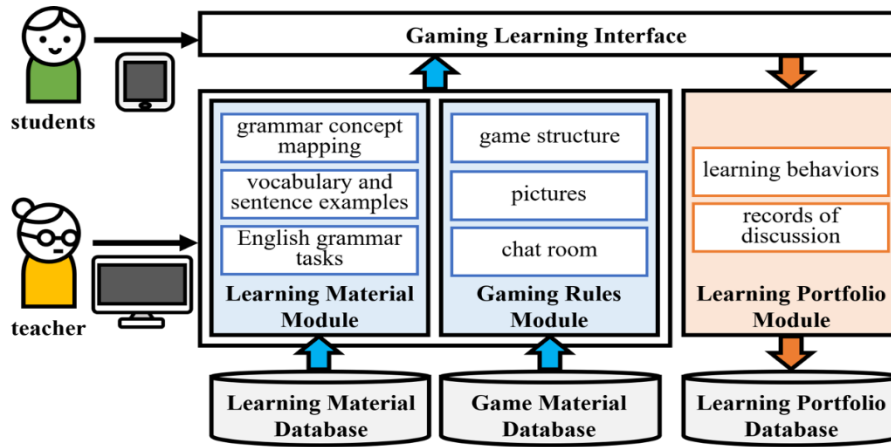 Gaming Learning Interface
students
grammar concept
mapping
vocabulary and
sentence examples
English grammar
tasks
Learning Material
Module
game structure
pictures
chat room
Gaming Rules
Module
learning behaviors
records of
discussion
Learning Portfolio
Module
teacher
Learning Material
Database
Game Material
Database
Learning Portfolio
Database